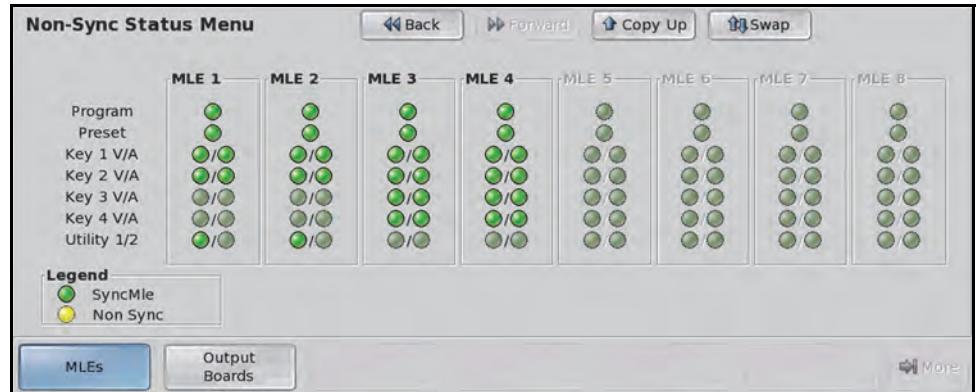 Non-Sync Status Menu Back Forward Copy Up Swap
MLE 1 MLE 2 MLE 3 MLE 4 MLE 5 MLE 6 MLE 7 MLE 8
Program
Preset
Key 1 V/A / / / / / / / /
Key 2 V/A / / / / / / / /
Key 3 V/A / / / / / / / /
Key 4 V/A / / / / / / / /
Utility 1/2 / / / / / / / /
Legend
SyncMle
Non Sync
MLEs Output Boards More